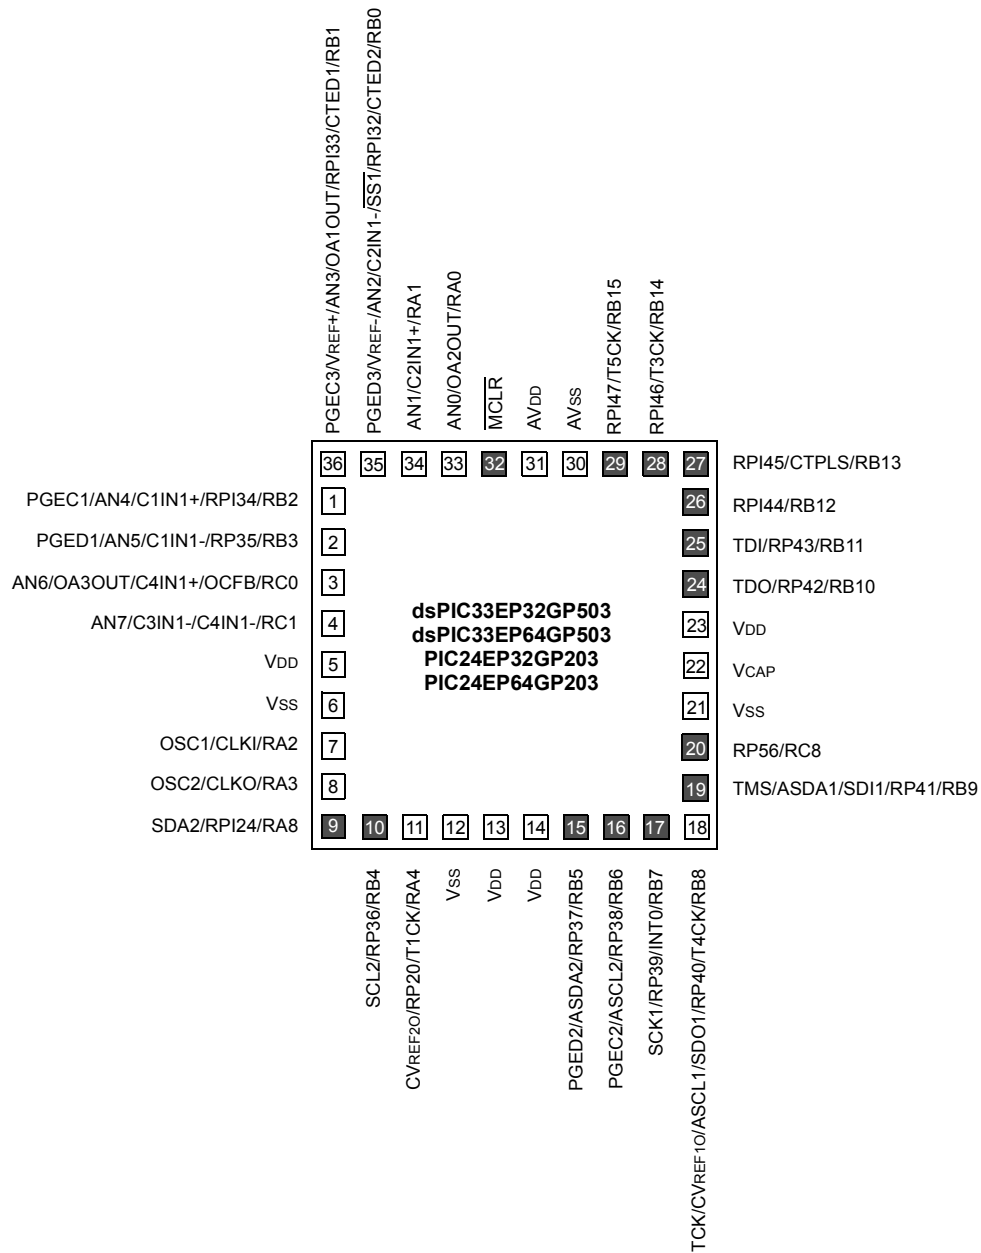 PGEC3/VREF+/AN3/OA1OUT/RPI33/CTED1/RB1
PGED3/VREF-/AN2/C2IN1-/SS1/RPI32/CTED2/RB0
AN1/C2IN1+/RA1
AN0/OA2OUT/RA0
MCLR
AVDD
AVSS
RPI47/T5CK/RB15
RPI46/T3CK/RB14
36
35
34
33
32
31
30
29
28
27
RPI45/CTPLS/RB13
PGEC1/AN4/C1IN1+/RPI34/RB2
1
26
RPI44/RB12
PGED1/AN5/C1IN1-/RP35/RB3
2
25
TDI/RP43/RB11
AN6/OA3OUT/C4IN1+/OCFB/RC0
3
24
TDO/RP42/RB10
AN7/C3IN1-/C4IN1-/RC1
4
dsPIC33EP32GP503
dsPIC33EP64GP503
PIC24EP32GP203
PIC24EP64GP203
23
VDD
VDD
5
22
VCAP
VSS
6
21
VSS
OSC1/CLKI/RA2
7
20
RP56/RC8
OSC2/CLKO/RA3
8
19
TMS/ASDA1/SDI1/RP41/RB9
SDA2/RPI24/RA8
9
10
11
12
13
14
15
16
17
18
SCL2/RP36/RB4
CVREF2O/RP20/T1CK/RA4
VSS
VDD
VDD
PGED2/ASDA2/RP37/RB5
PGEC2/ASCL2/RP38/RB6
SCK1/RP39/INT0/RB7
TCK/CVREF1O/ASCL1/SDO1/RP40/T4CK/RB8